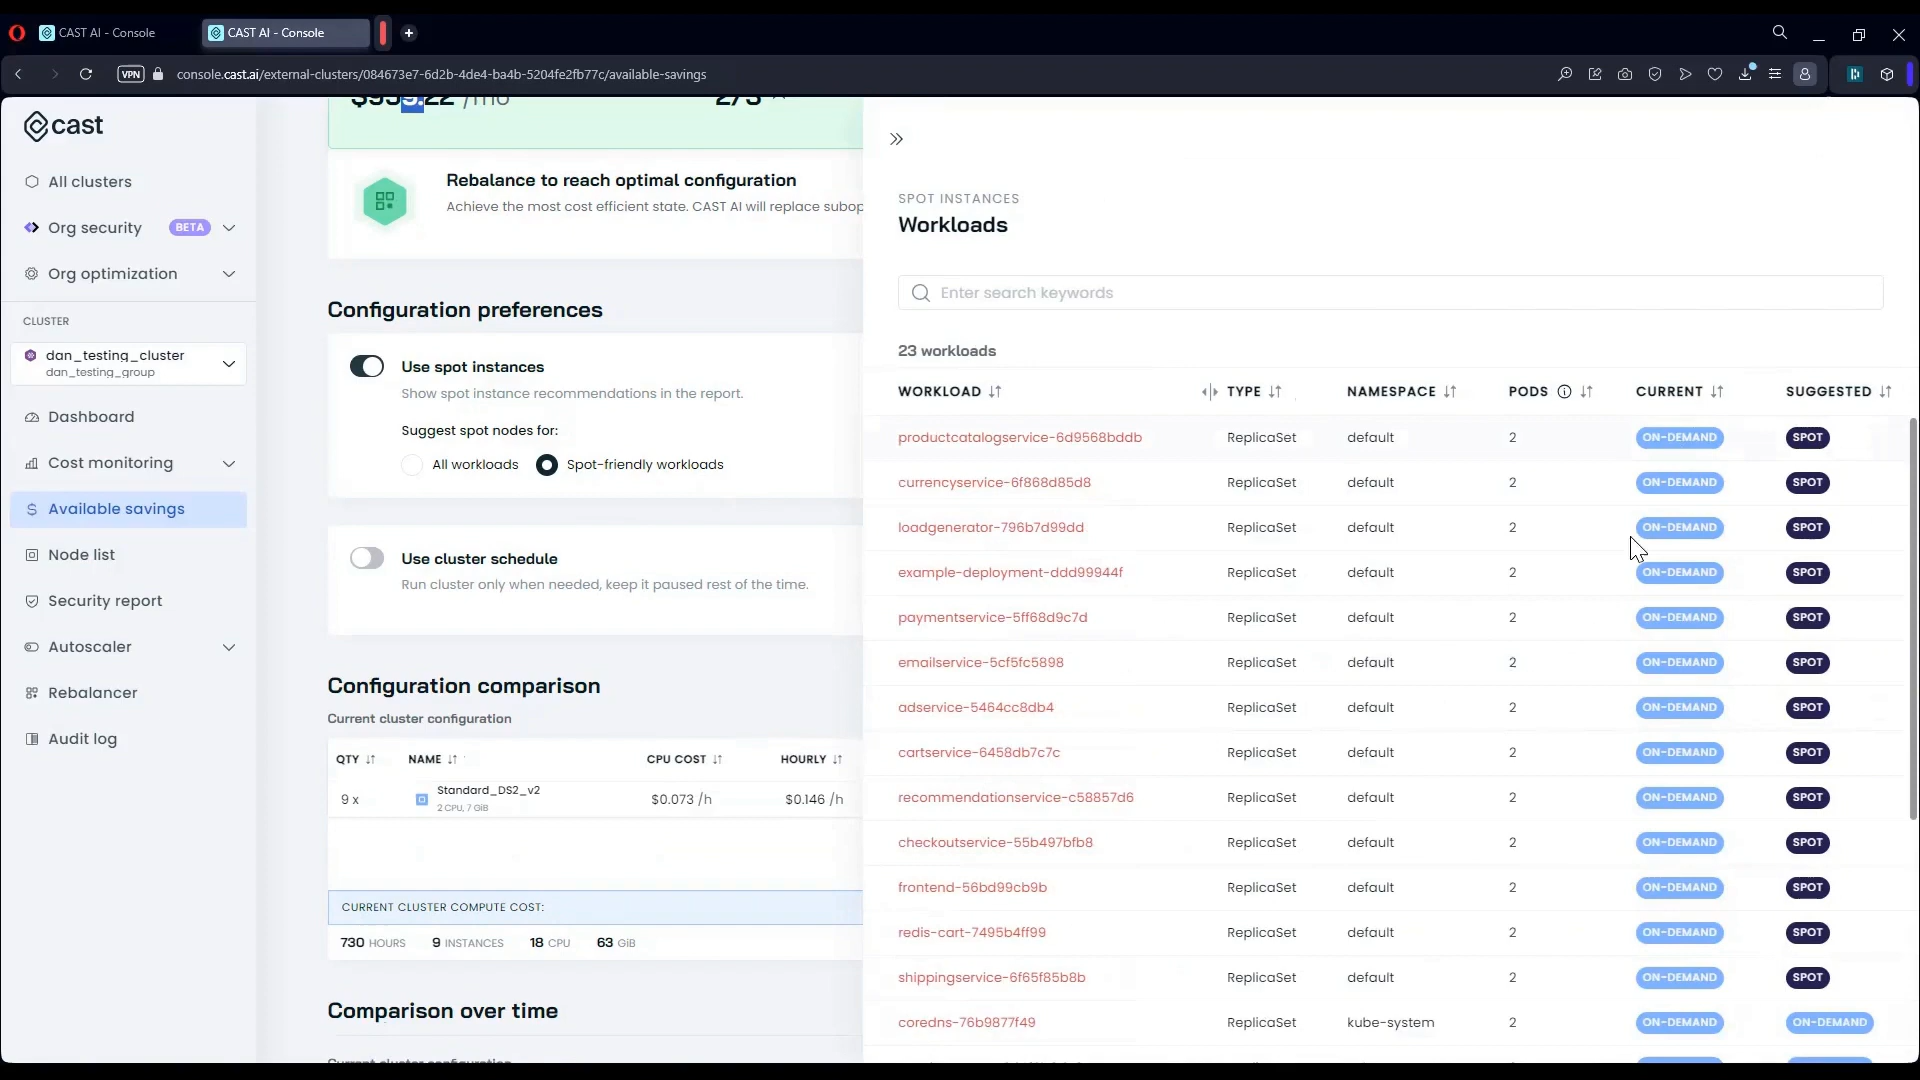 CAST AI - Console
CAST AI - Console
VPN
console.cast.ai/external-clusters/084673e7-6d2b-4de4-ba4b-5204fe2fb77c/available-savings
cast
All clusters
Org security BETA
Org optimization
CLUSTER
dan_testing_cluster
dan_testing_group
Dashboard
Cost monitoring
Available savings
Node list
Security report
Autoscaler
Rebalancer
Audit log
/mo
Rebalance to reach optimal configuration
Achieve the most cost efficient state. CAST AI will replace subop
Configuration preferences
Use spot instances
Show spot instance recommendations in the report.
Suggest spot nodes for:
All workloads Spot-friendly workloads
Use cluster schedule
Run cluster only when needed, keep it paused rest of the time.
Configuration comparison
Current cluster configuration
QTY NAME CPU COST HOURLY
9 x Standard_DS2_v2 $0.073 /h $0.146 /h
2 CPU, 7 GiB
CURRENT CLUSTER COMPUTE COST:
730 HOURS 9 INSTANCES 18 CPU 63 GiB
Comparison over time
Current cluster configuration
SPOT INSTANCES
Workloads
Enter search keywords
23 workloads
WORKLOAD TYPE NAMESPACE PODS CURRENT SUGGESTED
productcatalogservice-6d9568bddb ReplicaSet default 2 ON-DEMAND SPOT
currencyservice-6f868d85d8 ReplicaSet default 2 ON-DEMAND SPOT
loadgenerator-796b7d99dd ReplicaSet default 2 ON-DEMAND SPOT
example-deployment-ddd99944f ReplicaSet default 2 ON-DEMAND SPOT
paymentservice-5ff68d9c7d ReplicaSet default 2 ON-DEMAND SPOT
emailservice-5cf5fc5898 ReplicaSet default 2 ON-DEMAND SPOT
adservice-5464cc8db4 ReplicaSet default 2 ON-DEMAND SPOT
cartservice-6458db7c7c ReplicaSet default 2 ON-DEMAND SPOT
recommendationservice-c58857d6 ReplicaSet default 2 ON-DEMAND SPOT
checkoutservice-55b497bfb8 ReplicaSet default 2 ON-DEMAND SPOT
frontend-56bd99cb9b ReplicaSet default 2 ON-DEMAND SPOT
redis-cart-7495b4ff99 ReplicaSet default 2 ON-DEMAND SPOT
shippingservice-6f65f85b8b ReplicaSet default 2 ON-DEMAND SPOT
coredns-76b9877f49 ReplicaSet kube-system 2 ON-DEMAND ON-DEMAND